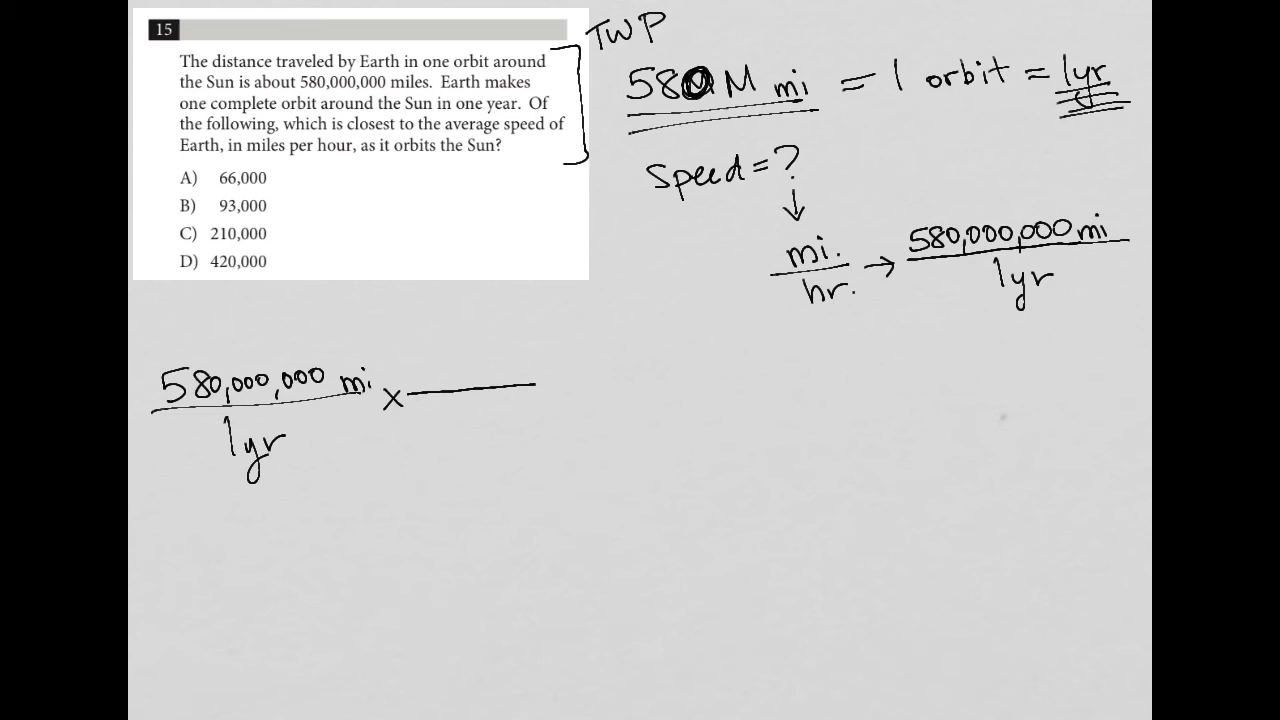 15
The distance traveled by Earth in one orbit around
the Sun is about 580,000,000 miles. Earth makes
one complete orbit around the Sun in one year. Of
the following, which is closest to the average speed of
Earth, in miles per hour, as it orbits the Sun?
A) 66,000
B) 93,000
C) 210,000
D) 420,000
TWP
580 M mi = 1 orbit = 1yr
Speed = ?
↓
mi. → 580,000,000 mi
hr. 1yr
580,000,000 mi ×
1yr